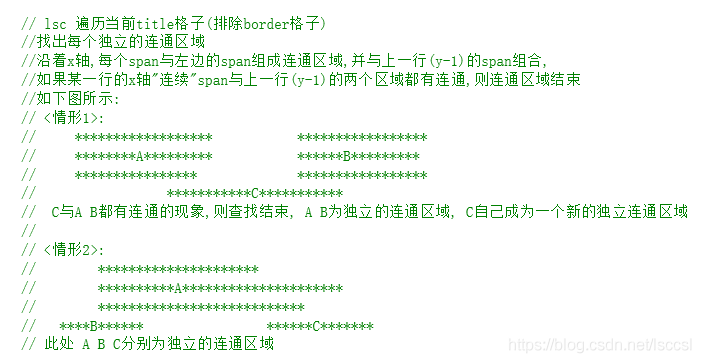 // lsc 遍历当前title格子(排除border格子)
//找出每个独立的连通区域
//沿着x轴,每个span与左边的span组成连通区域,并与上一行(y-1)的span组合,
//如果某一行的x轴"连续"span与上一行(y-1)的两个区域都有连通,则连通区域结束
//如下图所示:
// <情形1>:
//     ******************           *****************
//     ********A*********           ******B*********
//     ****************             *****************
//                 ***********C***********
//  C与A B都有连通的现象,则查找结束, A B为独立的连通区域, C自己成为一个新的独立连通区域
//
// <情形2>:
//        *********************
//        **********A*********************
//        ***************************
//   ****B******                ******C*******
// 此处 A B C分别为独立的连通区域
https://blog.csdn.net/lsccsl